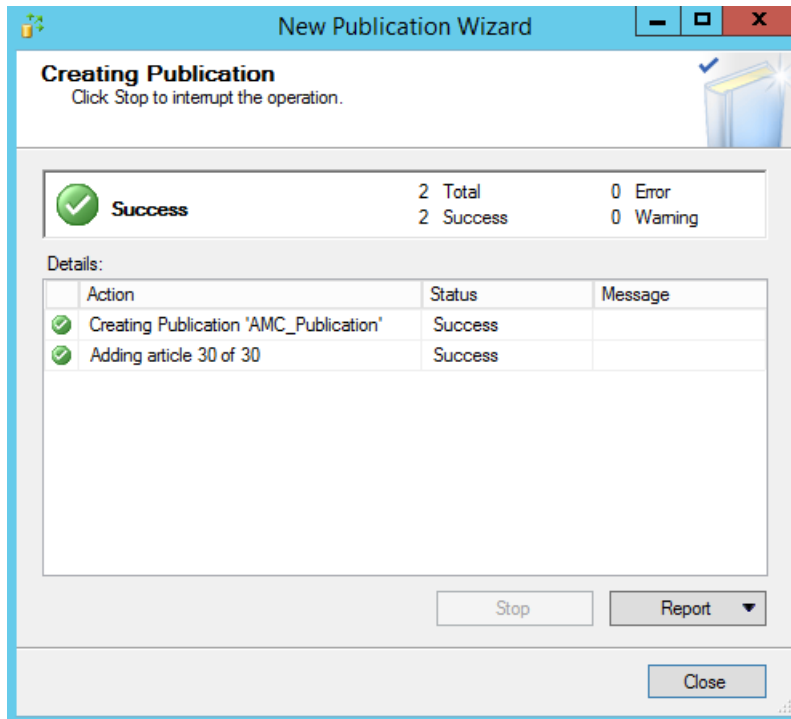 New Publication Wizard
Creating Publication
Click Stop to interrupt the operation.
Success
2 Total
0 Error
2 Success
0 Warning
Details:
Action Status Message
Creating Publication 'AMC_Publication' Success
Adding article 30 of 30 Success
Stop
Report
Close